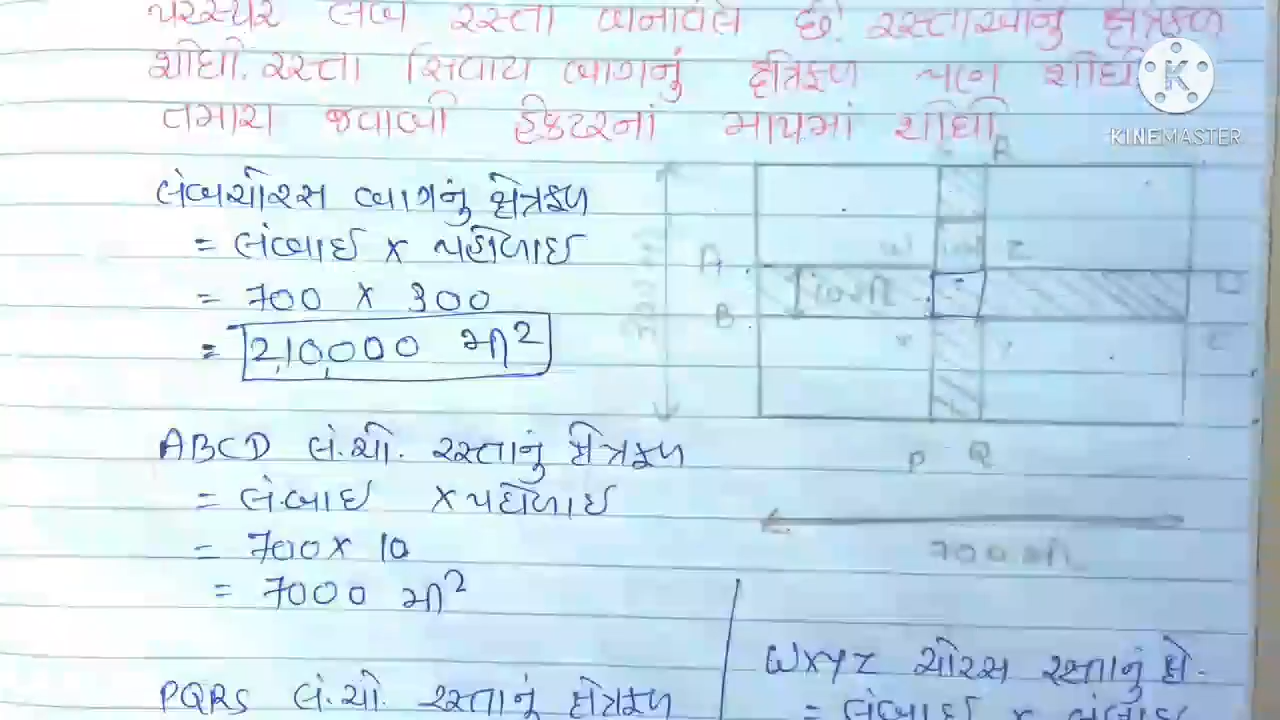 પરસ્પર લંબ રસ્તા બનાવેલ છે. રસ્તાઓનું ક્ષેત્રફળ
શોધો. રસ્તા સિવાય બાગનું ક્ષેત્રફળ પણ શોધી
તમારા જવાબો હેક્ટરનાં માપમાં શોધો
KINEMASTER
લંબચોરસ બાગનું ક્ષેત્રફળ
= લંબાઈ x પહોળાઈ
= 700 x 300
= 2,10,000 મી²
R
A
B
Z
10 મી
P Q
700 મી
ABCD લં.ચો. રસ્તાનું ક્ષેત્રફળ
= લંબાઈ x પહોળાઈ
= 700 x 10
= 7000 મી²
PQRS લં.ચો. રસ્તાનું ક્ષેત્રફળ
WXYZ ચોરસ રસ્તાનું ક્ષે.
= લંબાઈ x લંબાઈ